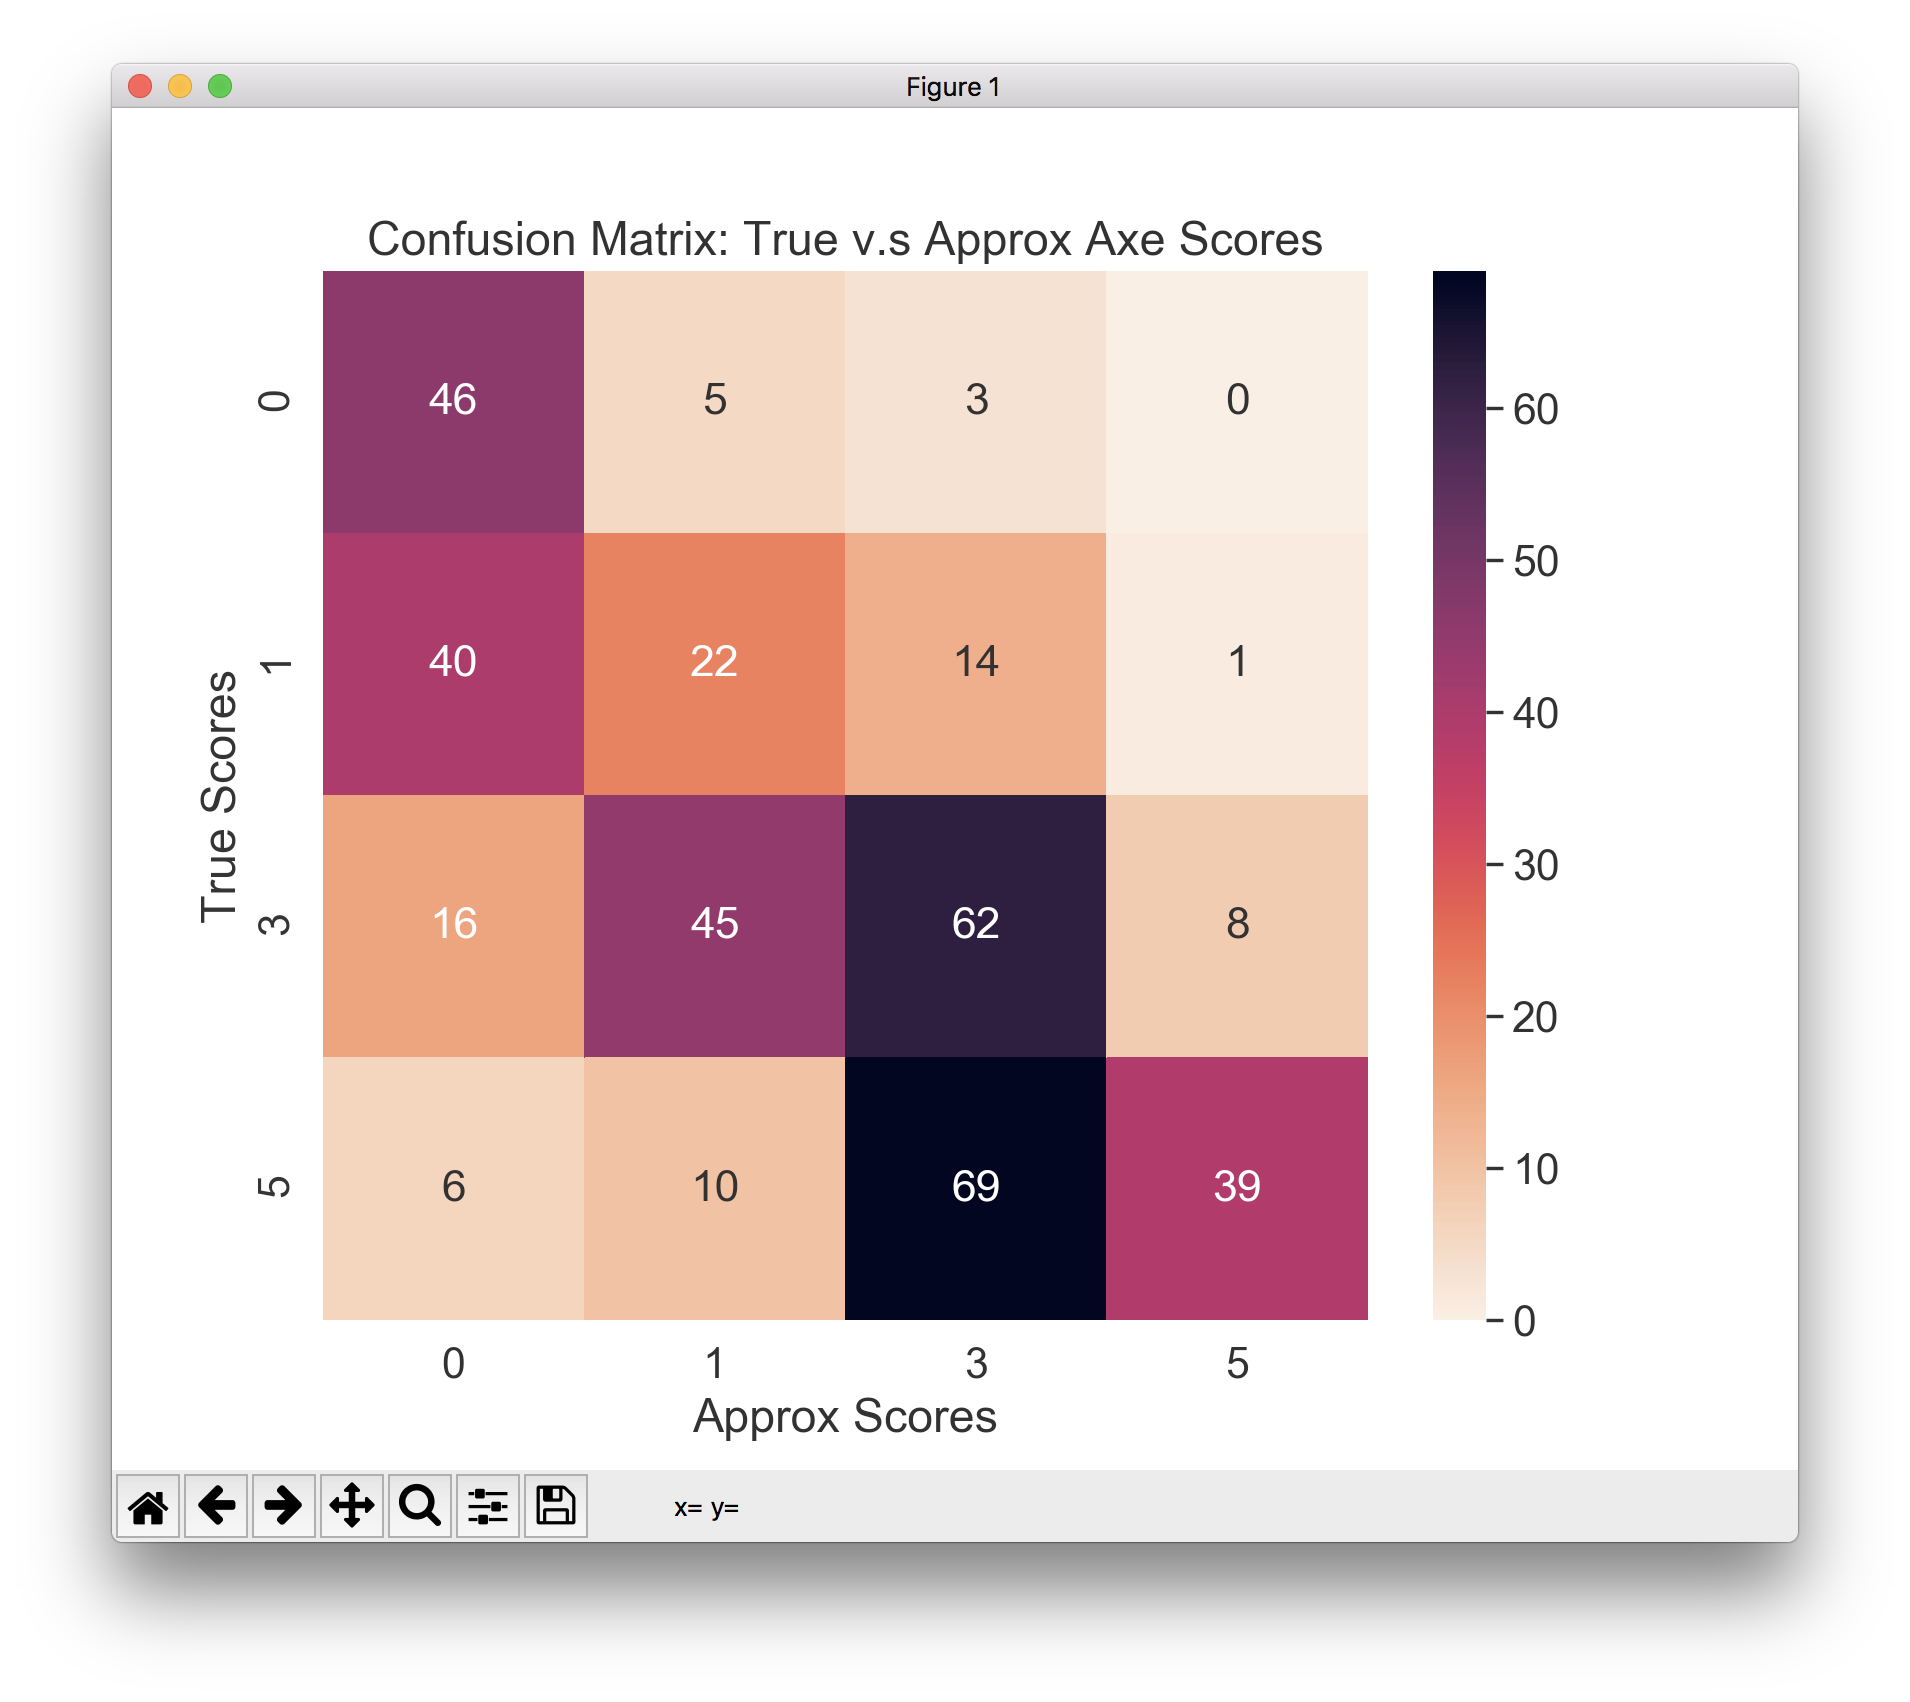 Figure 1
Confusion Matrix: True v.s Approx Axe Scores
0
46 5 3 0
1
40 22 14 1
3
16 45 62 8
5
6 10 69 39
True Scores
0 1 3 5
Approx Scores
60
50
40
30
20
10
0
x= y=